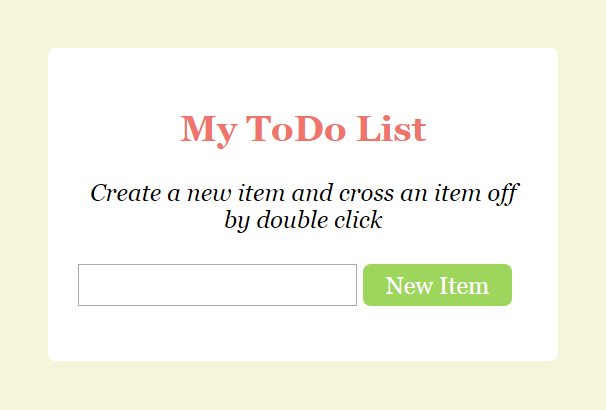 My ToDo List
Create a new item and cross an item off
by double click
New Item